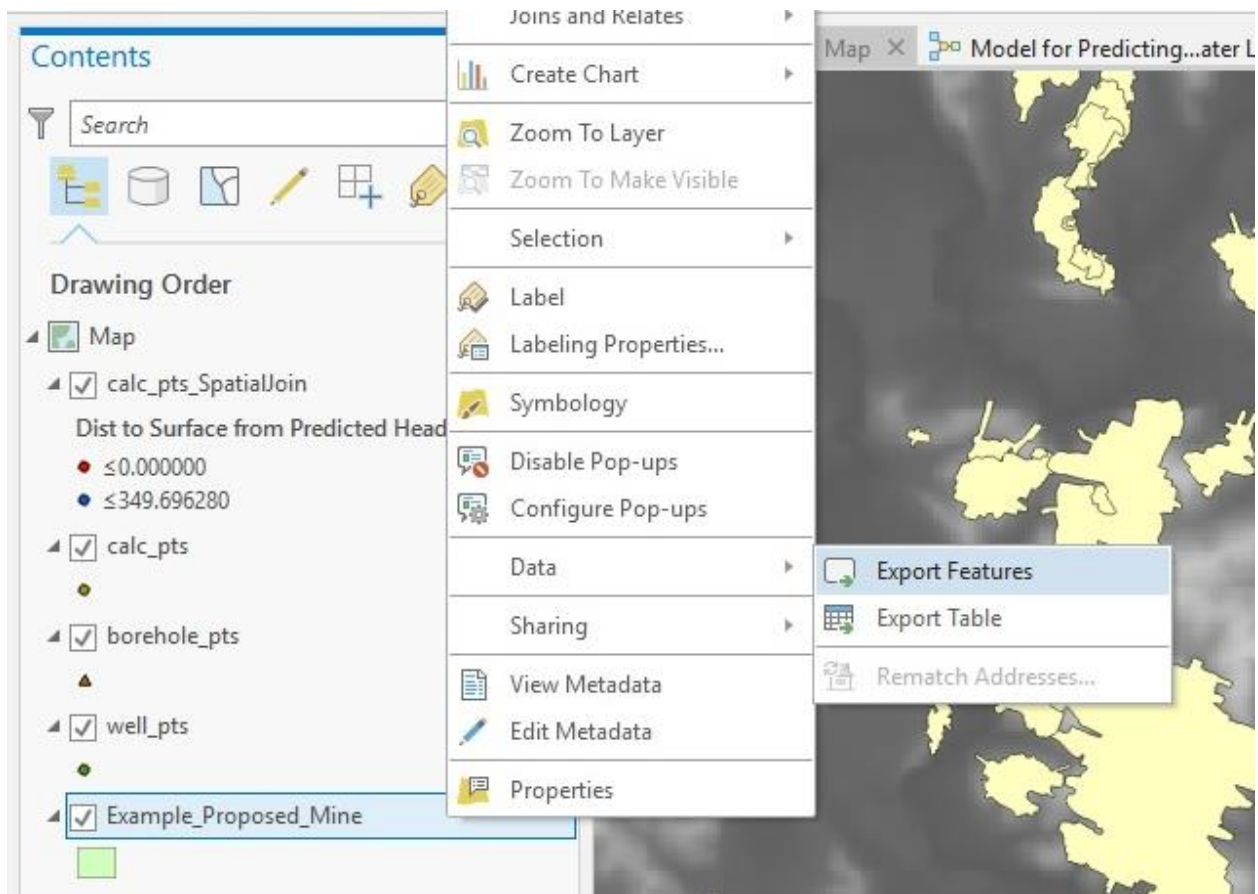 Contents
Search
Drawing Order
Map
calc_pts_SpatialJoin
Dist to Surface from Predicted Head
≤0.000000
≤349.696280
calc_pts
borehole_pts
well_pts
Example_Proposed_Mine
Joins and Relates
Create Chart
Zoom To Layer
Zoom To Make Visible
Selection
Label
Labeling Properties...
Symbology
Disable Pop-ups
Configure Pop-ups
Data
Sharing
View Metadata
Edit Metadata
Properties
Export Features
Export Table
Rematch Addresses...
Map
Model for Predicting...ater L